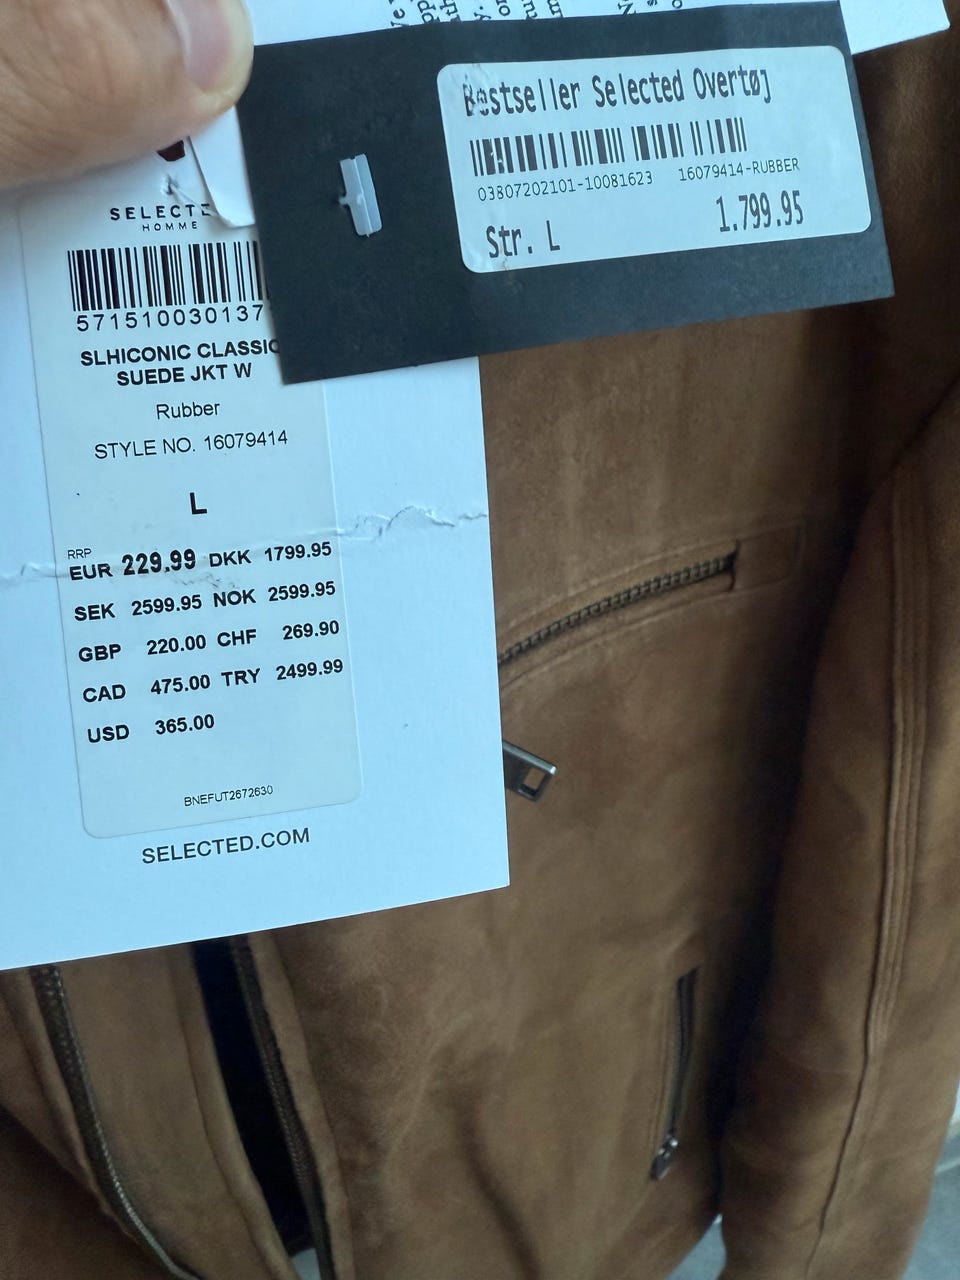 Bestseller Selected Overtøj
03807202101-10081623 16079414-RUBBER
Str. L 1.799.95
SELECTE
HOMME
571510030137
SLHICONIC CLASSIC
SUEDE JKT W
Rubber
STYLE NO. 16079414
L
RRP
EUR 229.99 DKK 1799.95
SEK 2599.95 NOK 2599.95
GBP 220.00 CHF 269.90
CAD 475.00 TRY 2499.99
USD 365.00
BNEFUT2672630
SELECTED.COM